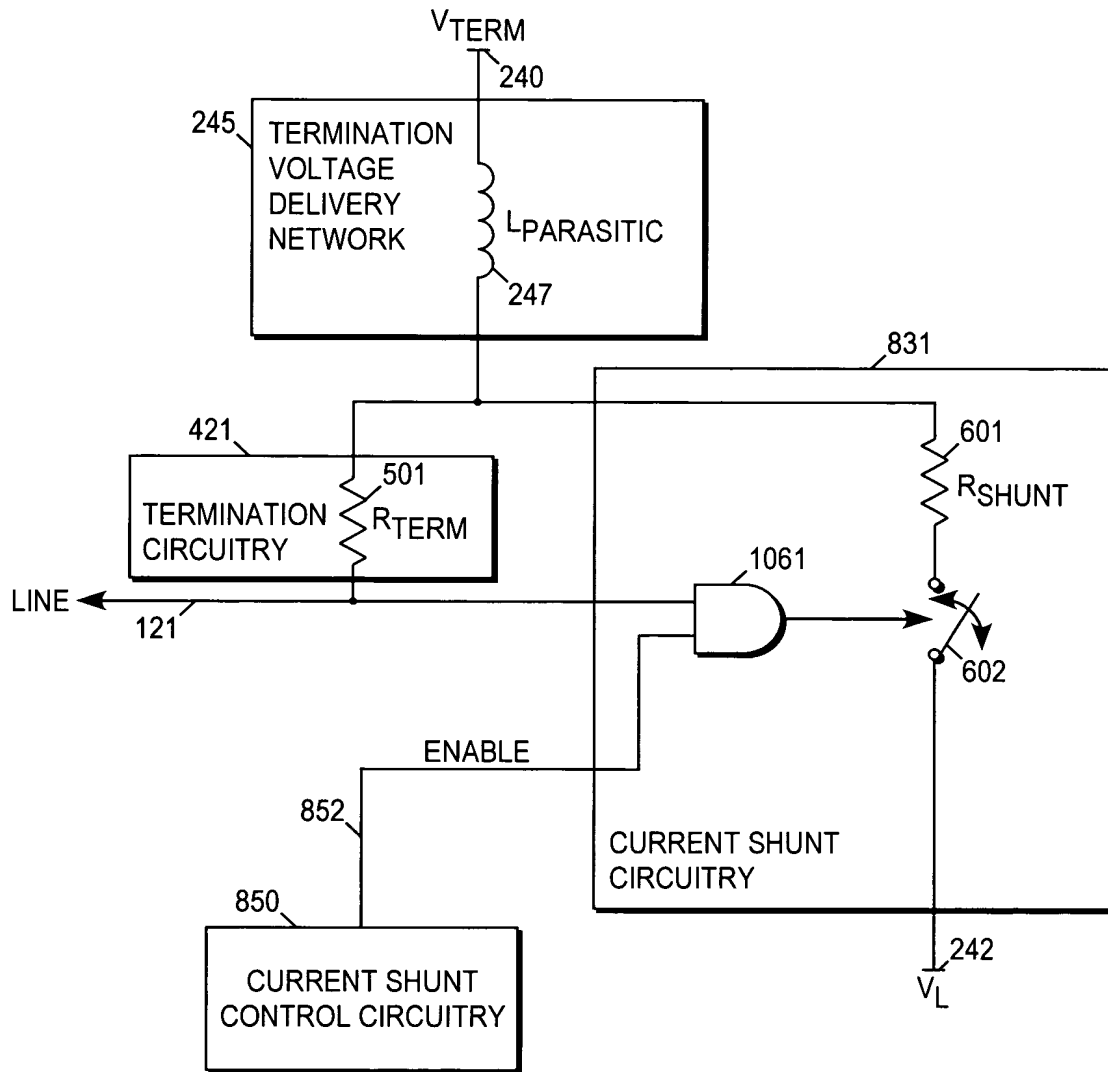 VTERM
240
245
TERMINATION
VOLTAGE
DELIVERY
NETWORK
LPARASITIC
247
831
421
501
601
TERMINATION
CIRCUITRY
RTERM
RSHUNT
1061
LINE
121
602
ENABLE
852
CURRENT SHUNT
CIRCUITRY
850
CURRENT SHUNT
CONTROL CIRCUITRY
242
VL